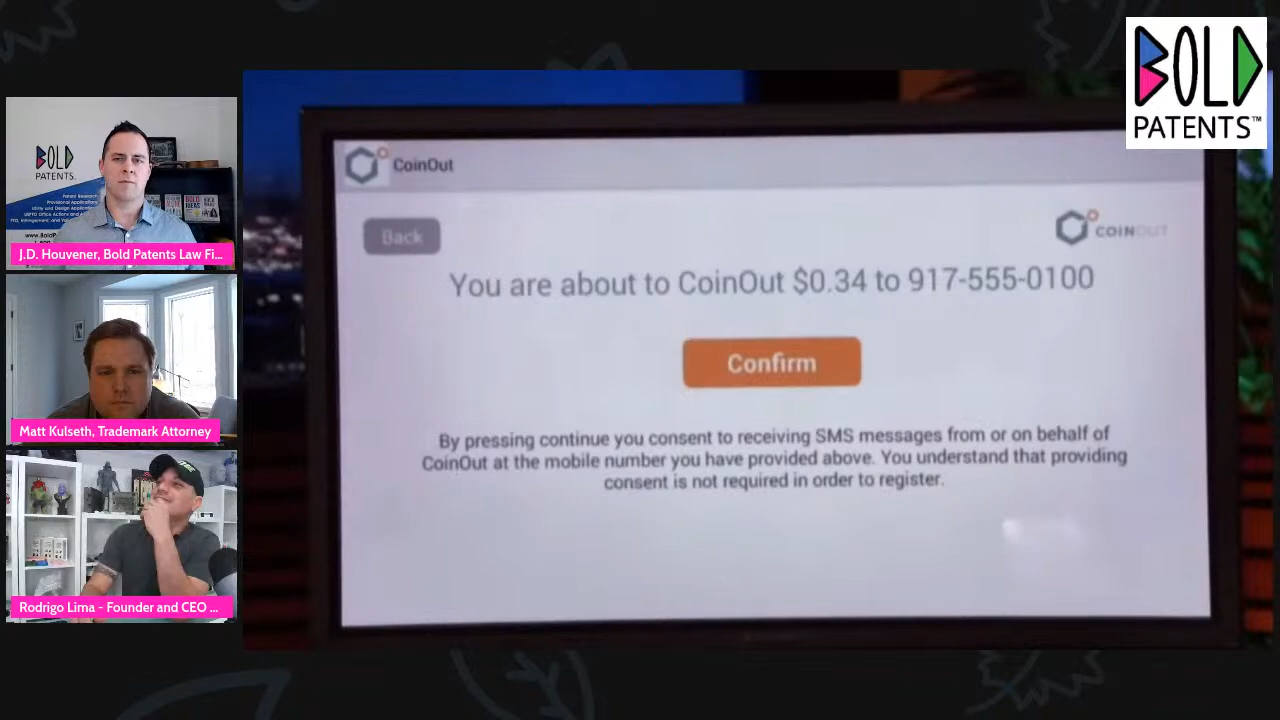 BOLD
PATENTS™
BOLD
PATENTS.
J.D. Houvener, Bold Patents Law Fi...
Matt Kulseth, Trademark Attorney
Rodrigo Lima - Founder and CEO ...
CoinOut
Back
COINOUT
You are about to CoinOut $0.34 to 917-555-0100
Confirm
By pressing continue you consent to receiving SMS messages from or on behalf of
CoinOut at the mobile number you have provided above. You understand that providing
consent is not required in order to register.